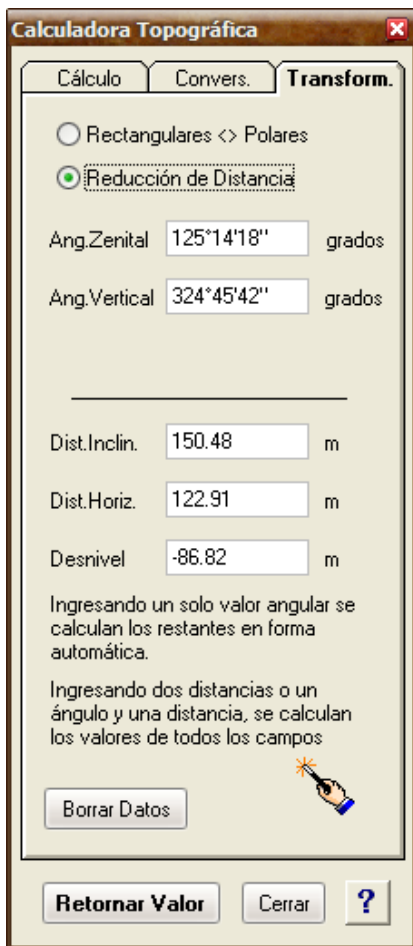 Calculadora Topográfica
Cálculo Convers. Transform.
Rectangulares <> Polares
Reducción de Distancia
Ang.Zenital 125°14'18'' grados
Ang.Vertical 324°45'42'' grados
Dist.Inclin. 150.48 m
Dist.Horiz. 122.91 m
Desnivel -86.82 m
Ingresando un solo valor angular se
calculan los restantes en forma
automática.
Ingresando dos distancias o un
ángulo y una distancia, se calculan
los valores de todos los campos
Borrar Datos
Retornar Valor Cerrar ?